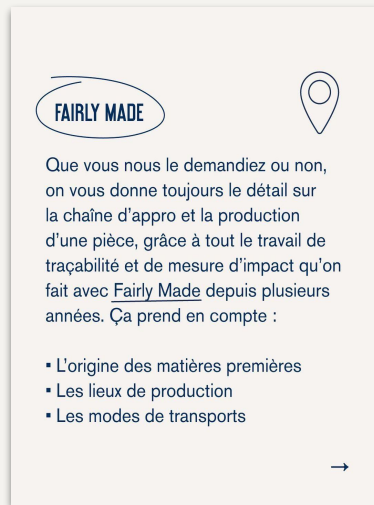 FAIRLY MADE
Que vous nous le demandiez ou non,
on vous donne toujours le détail sur
la chaîne d’appro et la production
d’une pièce, grâce à tout le travail de
traçabilité et de mesure d’impact qu’on
fait avec Fairly Made depuis plusieurs
années. Ça prend en compte :
▪ L’origine des matières premières
▪ Les lieux de production
▪ Les modes de transports
→